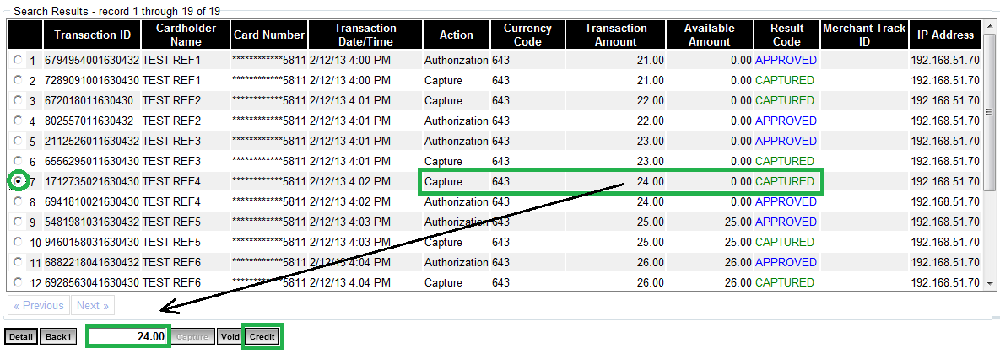 Search Results - record 1 through 19 of 19
Transaction ID Cardholder Name Card Number Transaction Date/Time Action Currency Code Transaction Amount Available Amount Result Code Merchant Track ID IP Address
1 6794954001630432 TEST REF1 ************5811 2/12/13 4:00 PM Authorization 643 21.00 0.00 APPROVED 192.168.51.70
2 7289091001630430 TEST REF1 ************5811 2/12/13 4:00 PM Capture 643 21.00 0.00 CAPTURED 192.168.51.70
3 672018011630430 TEST REF2 ************5811 2/12/13 4:01 PM Capture 643 22.00 0.00 CAPTURED 192.168.51.70
4 802557011630432 TEST REF2 ************5811 2/12/13 4:01 PM Authorization 643 22.00 0.00 APPROVED 192.168.51.70
5 2112526011630432 TEST REF3 ************5811 2/12/13 4:01 PM Authorization 643 23.00 0.00 APPROVED 192.168.51.70
6 6556295011630430 TEST REF3 ************5811 2/12/13 4:01 PM Capture 643 23.00 0.00 CAPTURED 192.168.51.70
7 1712735021630430 TEST REF4 ************5811 2/12/13 4:02 PM Capture 643 24.00 0.00 CAPTURED 192.168.51.70
8 6941810021630430 TEST REF4 ************5811 2/12/13 4:02 PM Authorization 643 24.00 0.00 APPROVED 192.168.51.70
9 5481981031630432 TEST REF5 ************5811 2/12/13 4:03 PM Authorization 643 25.00 25.00 APPROVED 192.168.51.70
10 9460158031630430 TEST REF5 ************5811 2/12/13 4:03 PM Capture 643 25.00 25.00 CAPTURED 192.168.51.70
11 6882218041630432 TEST REF6 ************5811 2/12/13 4:04 PM Authorization 643 26.00 26.00 APPROVED 192.168.51.70
12 6928563041630430 TEST REF6 ************5811 2/12/13 4:04 PM Capture 643 26.00 26.00 CAPTURED 192.168.51.70
« Previous Next »
Detail Back1 24.00 Capture Void Credit